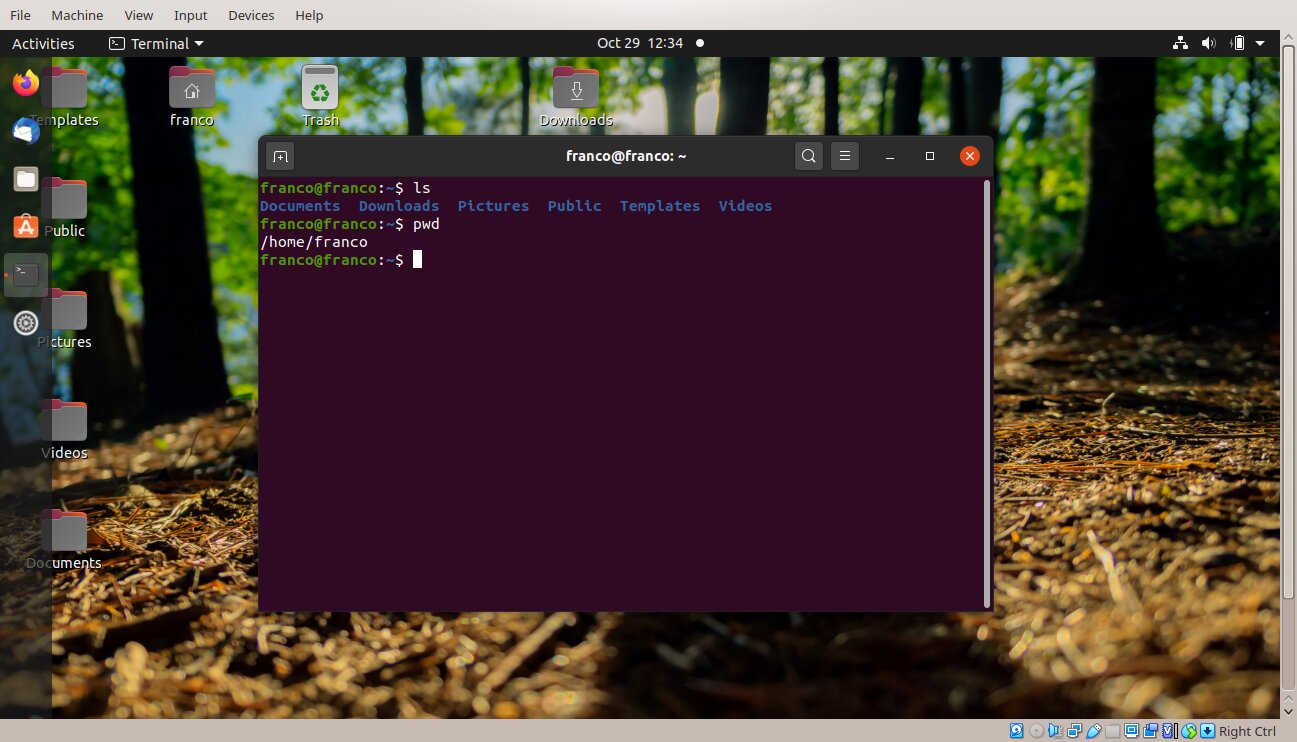 File Machine View Input Devices Help
Activities Terminal Oct 29 12:34
Templates franco Trash Downloads
franco@franco: ~
franco@franco:~$ ls
Documents Downloads Pictures Public Templates Videos
franco@franco:~$ pwd
/home/franco
franco@franco:~$
Public
Pictures
Videos
Documents
Right Ctrl